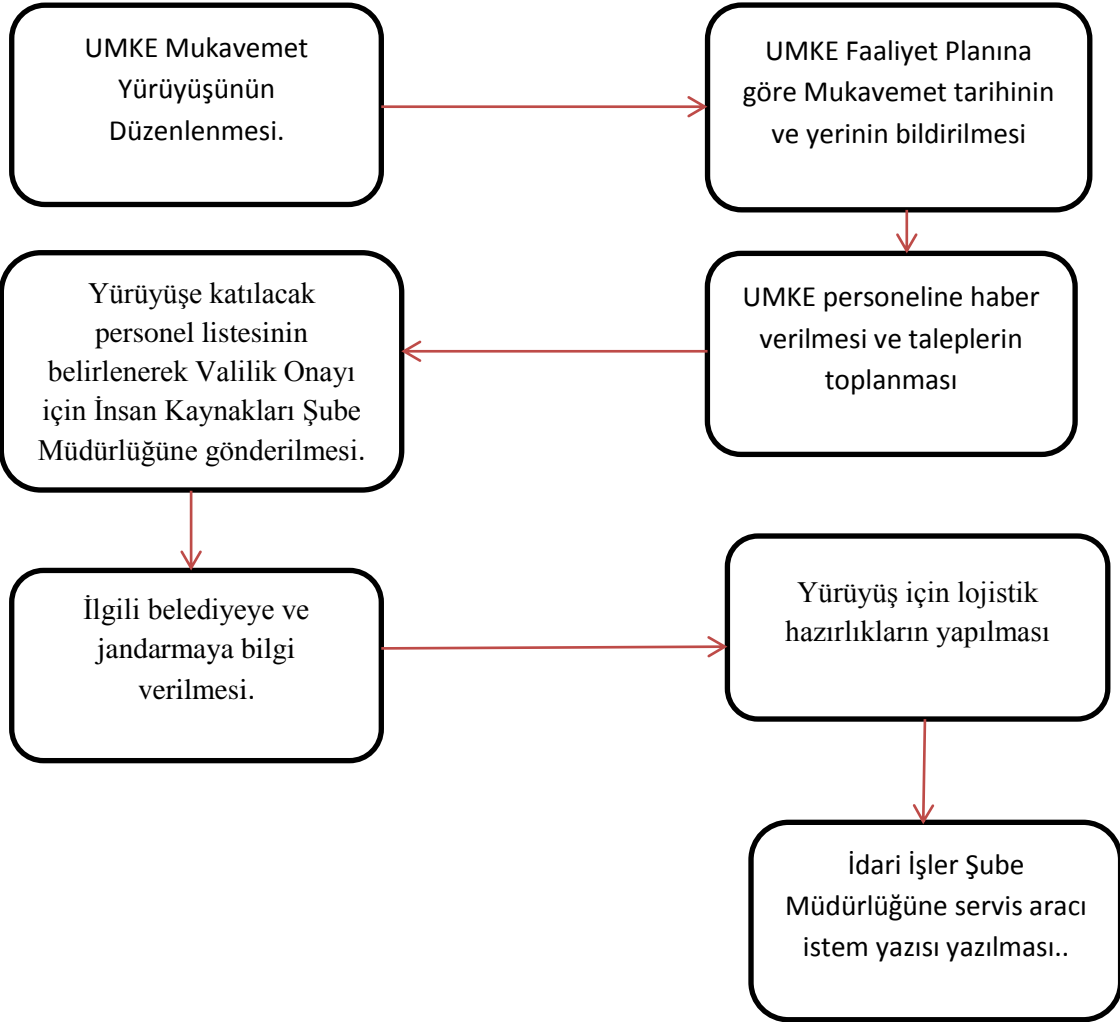 UMKE Mukavemet
Yürüyüşünün
Düzenlenmesi.
UMKE Faaliyet Planına
göre Mukavemet tarihinin
ve yerinin bildirilmesi
UMKE personeline haber
verilmesi ve taleplerin
toplanması
Yürüyüşe katılacak
personel listesinin
belirlenerek Valilik Onayı
için İnsan Kaynakları Şube
Müdürlüğüne gönderilmesi.
İlgili belediyeye ve
jandarmaya bilgi
verilmesi.
Yürüyüş için lojistik
hazırlıkların yapılması
İdari İşler Şube
Müdürlüğüne servis aracı
istem yazısı yazılması..